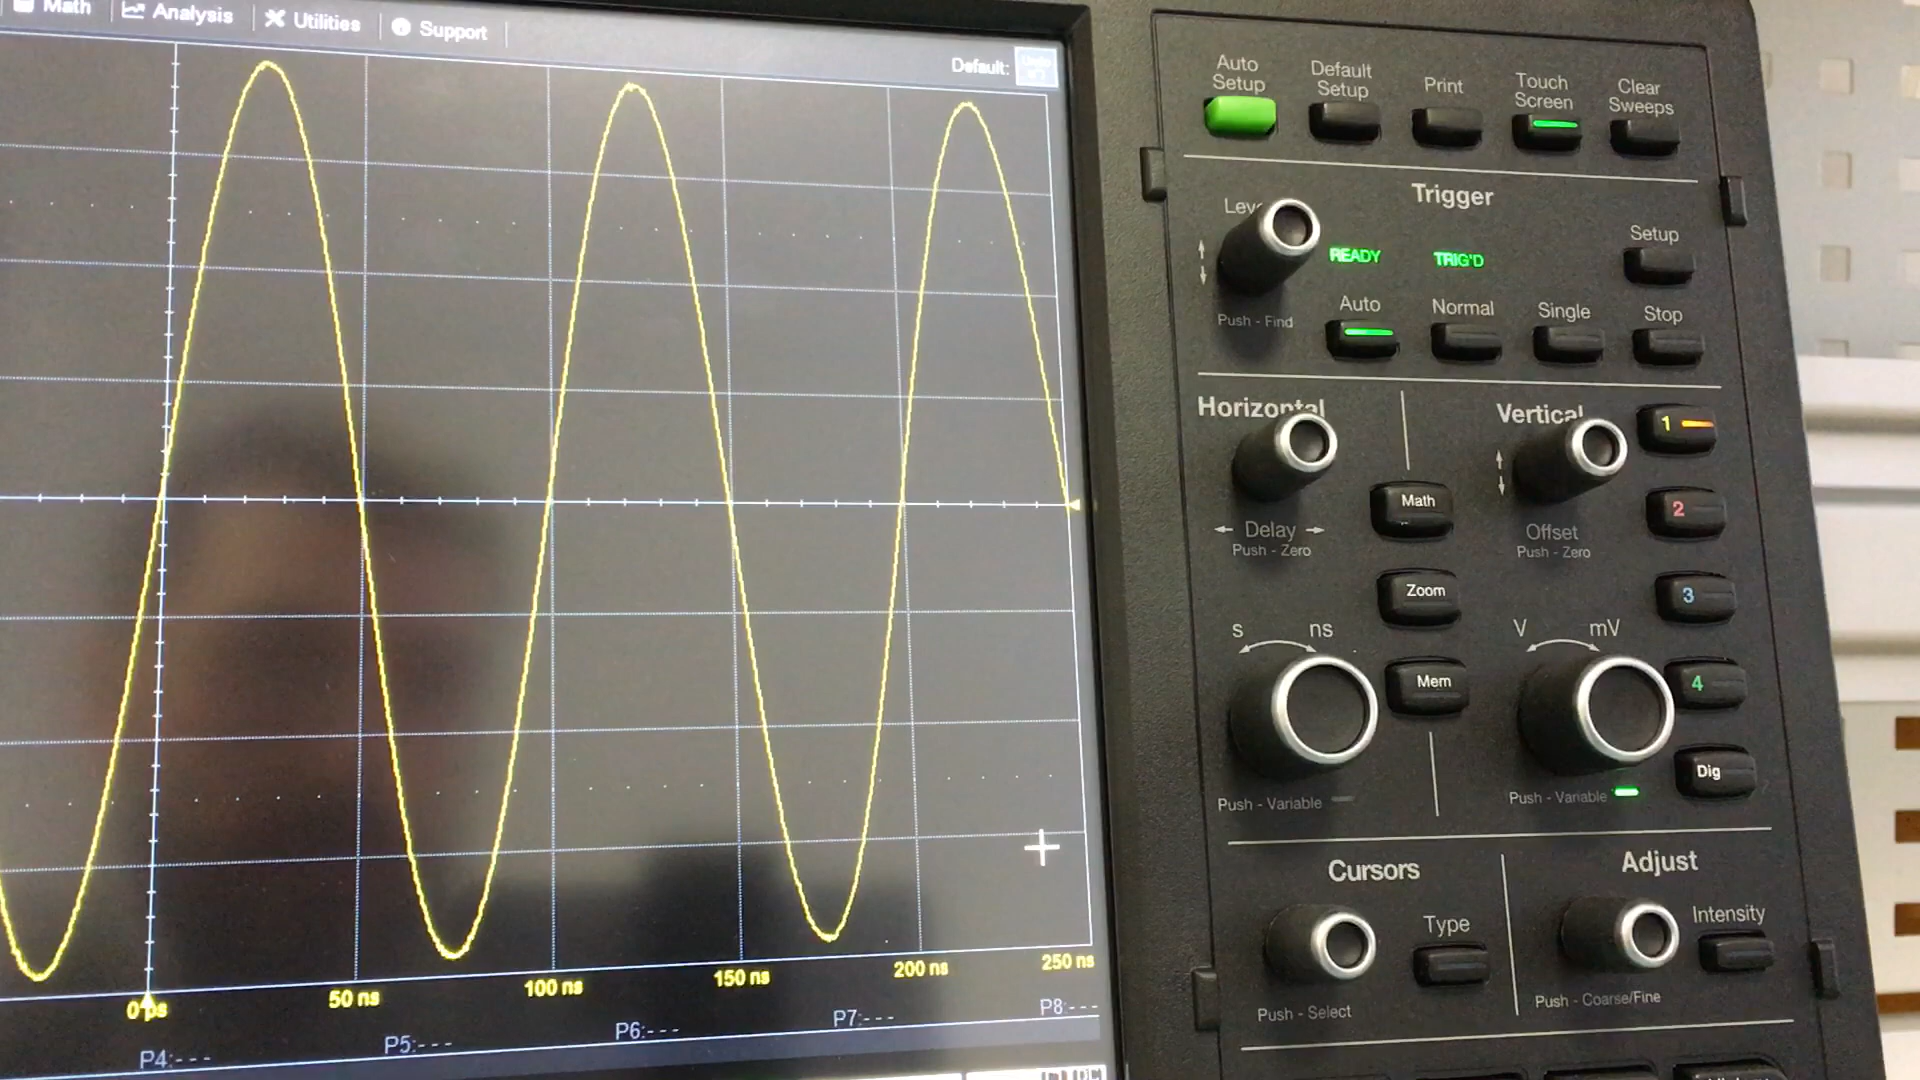 Math Analysis Utilities Support
Default:
Undo
0 ps 50 ns 100 ns 150 ns 200 ns 250 ns
P4:--- P5:--- P6:--- P7:--- P8:---
Auto Setup
Default Setup
Print
Touch Screen
Clear Sweeps
Trigger
READY TRIG'D
Setup
Push - Find
Auto Normal Single Stop
Horizontal
Delay
Push - Zero
Math
Zoom
Mem
s ns
Push - Variable
Vertical
Offset
Push - Zero
V mV
Push - Variable
1
2
3
4
Dig
Cursors
Type
Push - Select
Adjust
Intensity
Push - Coarse/Fine